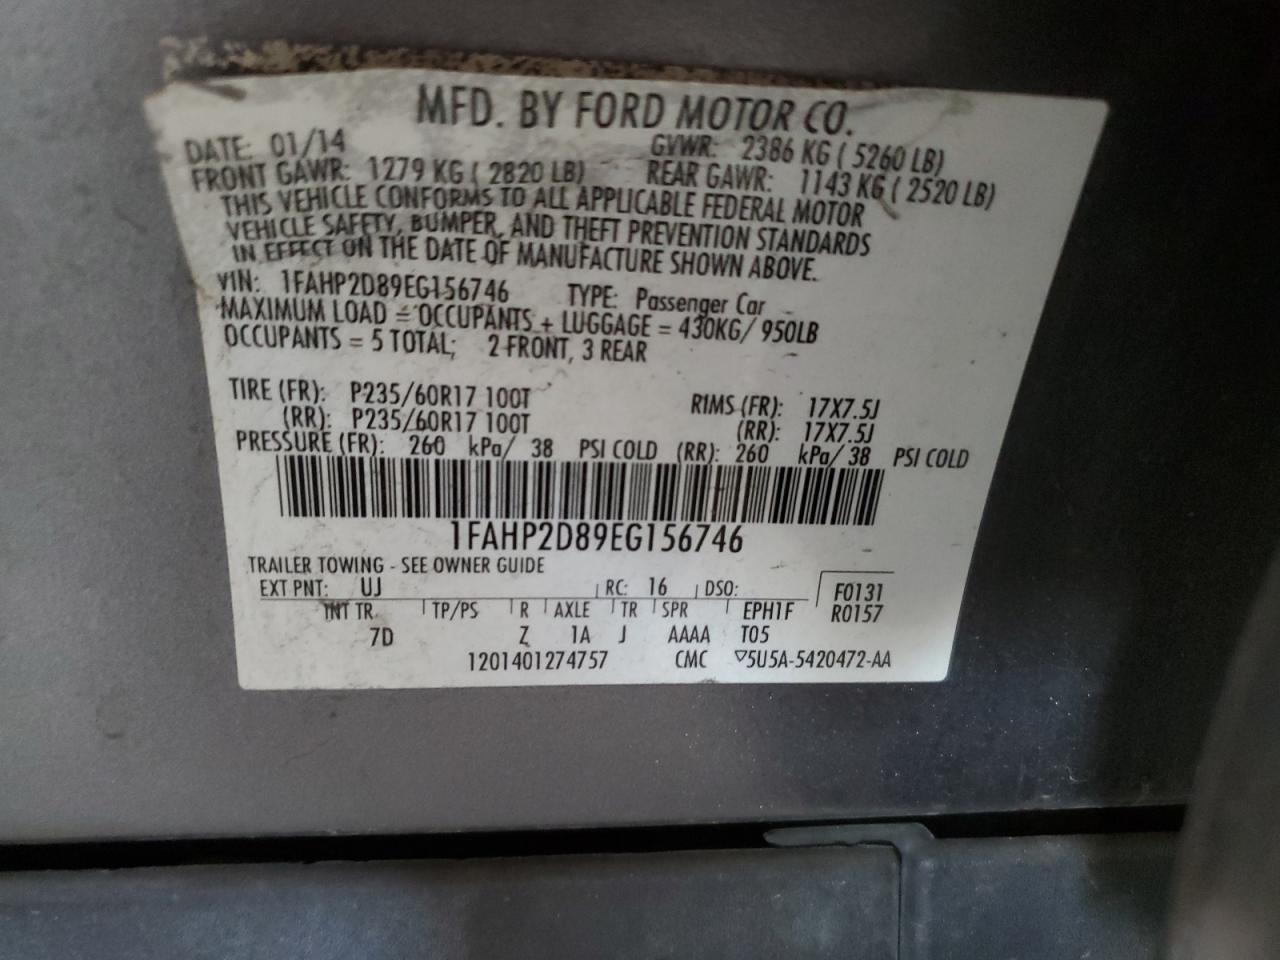 MFD. BY FORD MOTOR CO.
DATE: 01/14 GVWR: 2386 KG ( 5260 LB)
FRONT GAWR: 1279 KG ( 2820 LB) REAR GAWR: 1143 KG ( 2520 LB)
THIS VEHICLE CONFORMS TO ALL APPLICABLE FEDERAL MOTOR
VEHICLE SAFETY, BUMPER, AND THEFT PREVENTION STANDARDS
IN EFFECT ON THE DATE OF MANUFACTURE SHOWN ABOVE.
VIN: 1FAHP2D89EG156746 TYPE: Passenger Car
MAXIMUM LOAD = OCCUPANTS + LUGGAGE = 430KG/ 950LB
OCCUPANTS = 5 TOTAL; 2 FRONT, 3 REAR
TIRE (FR): P235/60R17 100T RIMS (FR): 17X7.5J
(RR): P235/60R17 100T (RR): 17X7.5J
PRESSURE (FR): 260 kPa/ 38 PSI COLD (RR): 260 kPa/ 38 PSI COLD
1FAHP2D89EG156746
TRAILER TOWING - SEE OWNER GUIDE
EXT PNT: UJ RC: 16 DSO: F0131
INT TR TP/PS R AXLE TR SPR EPH1F R0157
7D Z 1A J AAAA T05
1201401274757 CMC ▽5U5A-5420472-AA